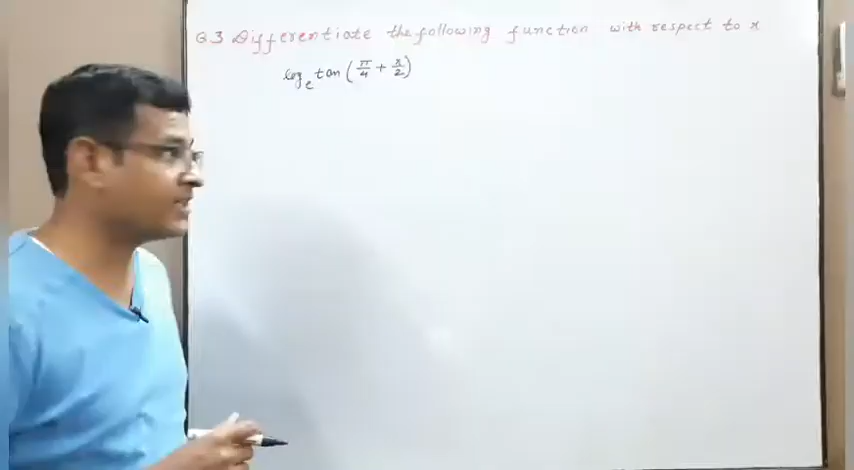 Q3 Differentiate the following function with respect to x
log_e tan (π/4 + x/2)